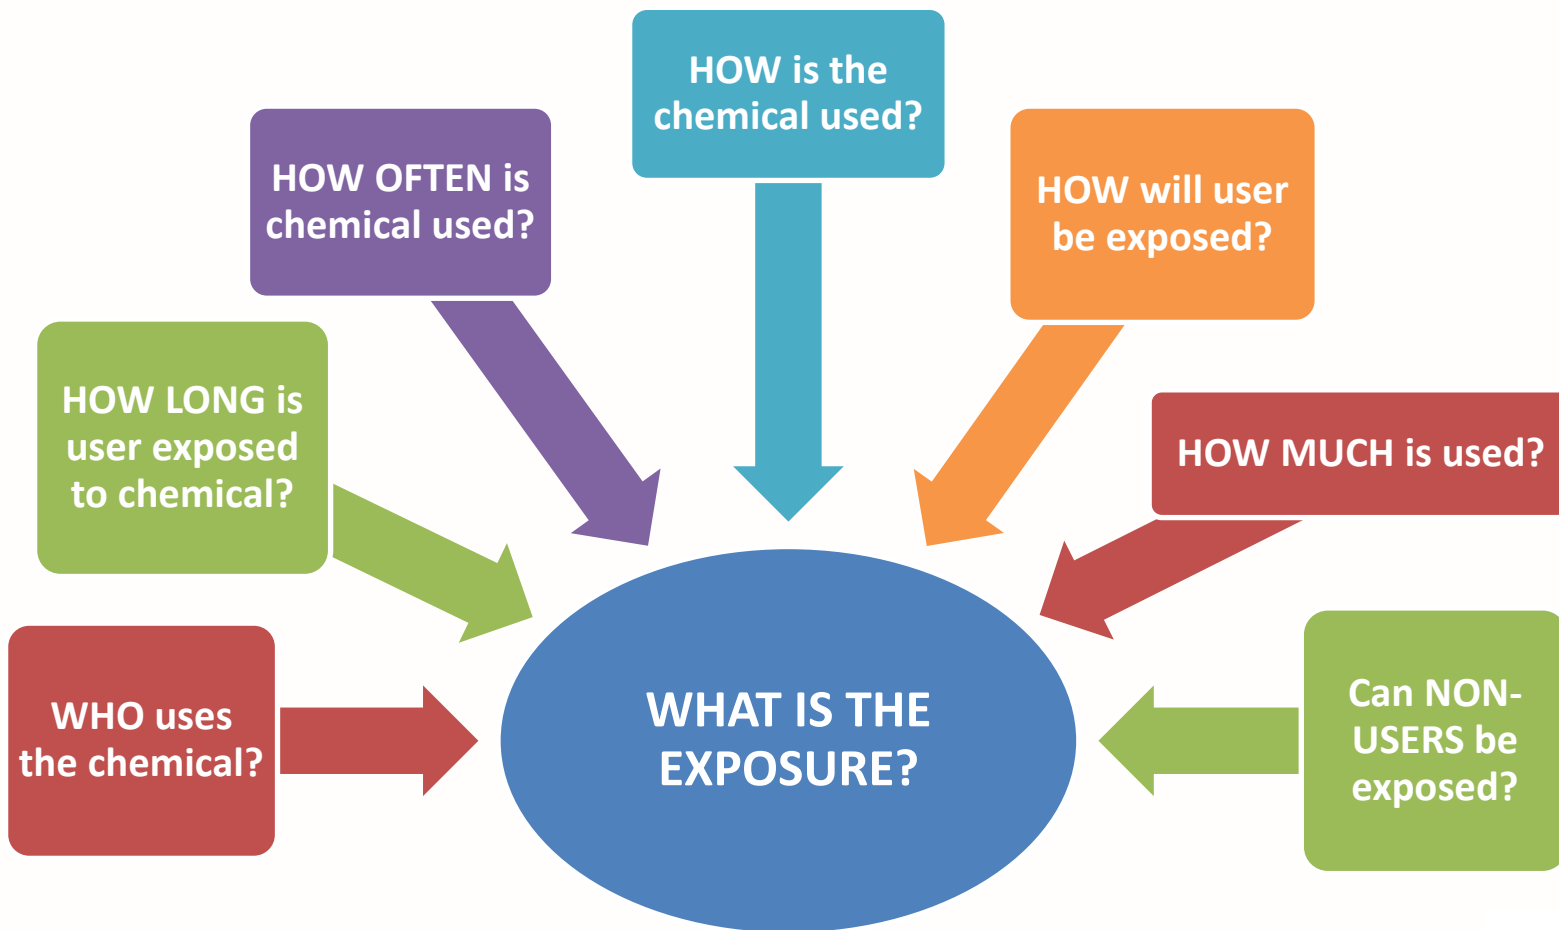 HOW is the
chemical used?
HOW OFTEN is
chemical used?
HOW will user
be exposed?
HOW LONG is
user exposed
to chemical?
HOW MUCH is used?
WHO uses
the chemical?
WHAT IS THE
EXPOSURE?
Can NON-
USERS be
exposed?